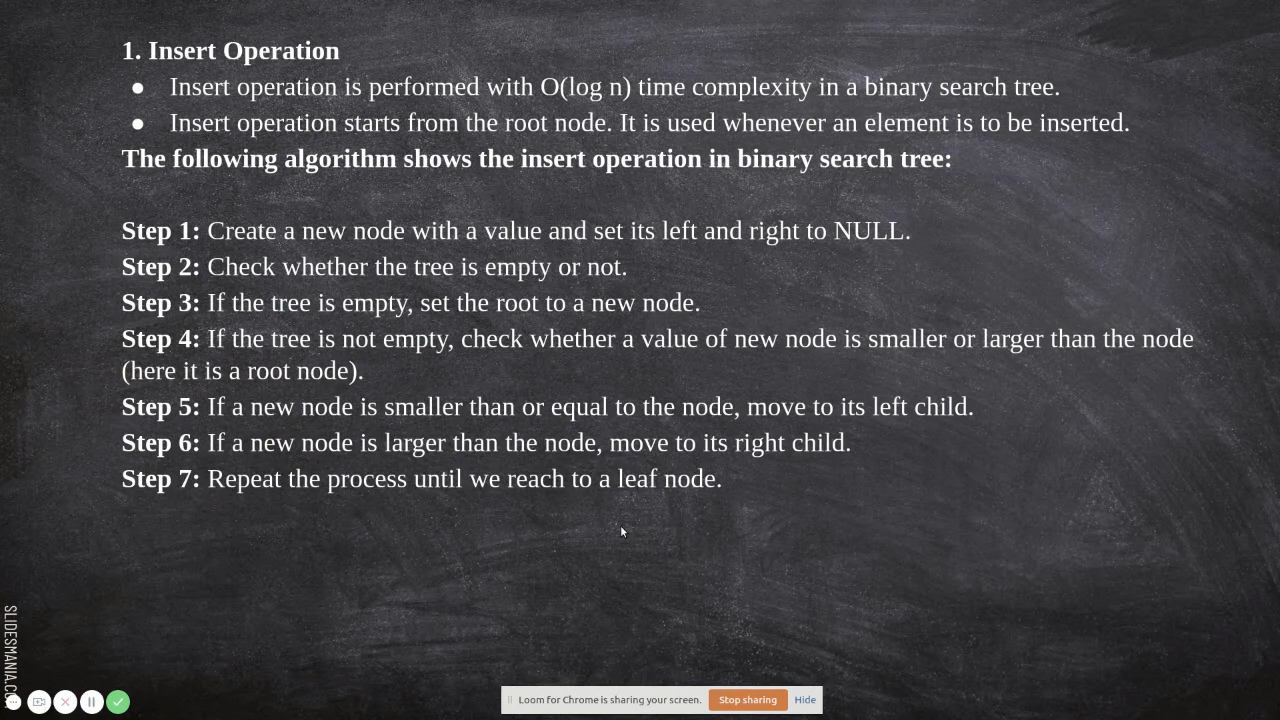 1. Insert Operation
● Insert operation is performed with O(log n) time complexity in a binary search tree.
● Insert operation starts from the root node. It is used whenever an element is to be inserted.
The following algorithm shows the insert operation in binary search tree:
Step 1: Create a new node with a value and set its left and right to NULL.
Step 2: Check whether the tree is empty or not.
Step 3: If the tree is empty, set the root to a new node.
Step 4: If the tree is not empty, check whether a value of new node is smaller or larger than the node
(here it is a root node).
Step 5: If a new node is smaller than or equal to the node, move to its left child.
Step 6: If a new node is larger than the node, move to its right child.
Step 7: Repeat the process until we reach to a leaf node.
SLIDESMANIA.C
Loom for Chrome is sharing your screen.
Stop sharing
Hide